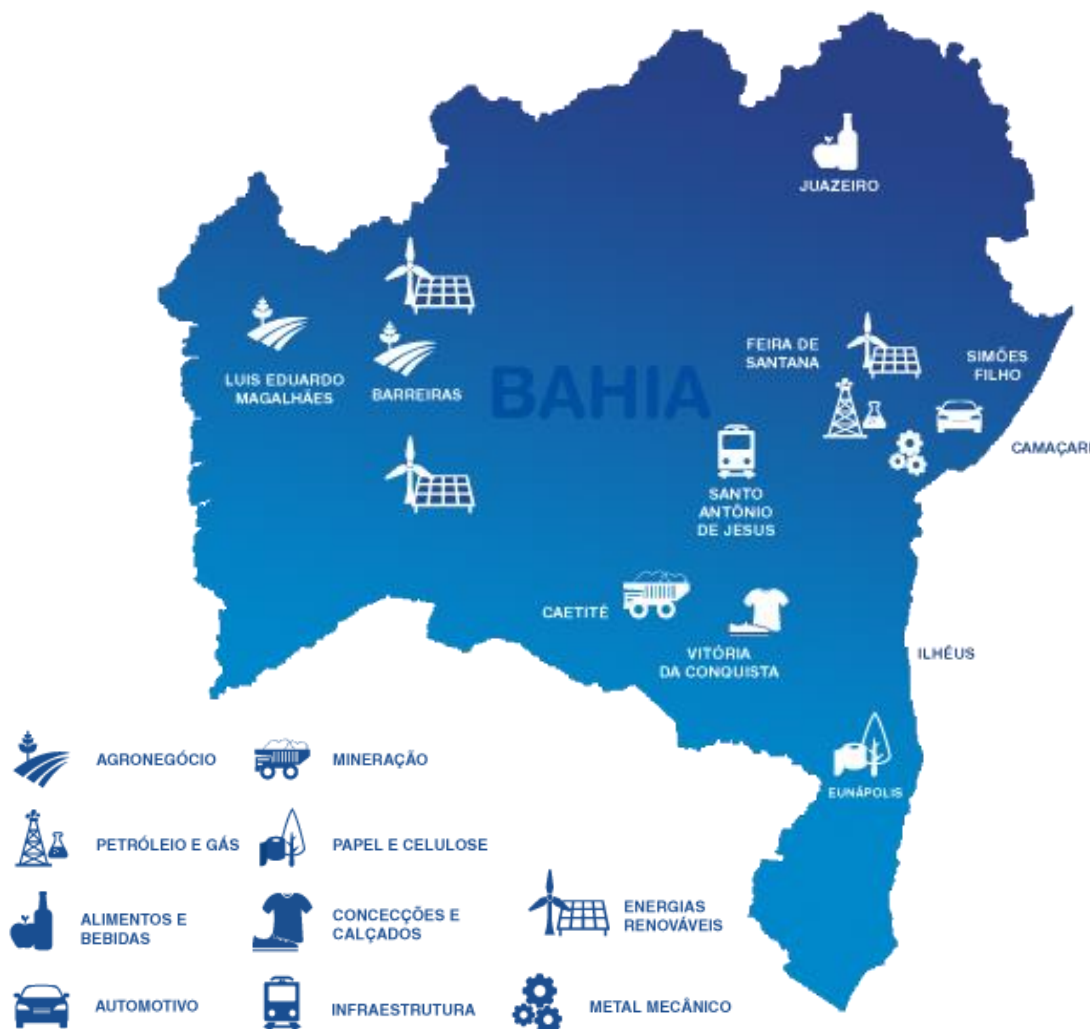 JUAZEIRO
FEIRA DE
SANTANA
SIMÕES
FILHO
LUIS EDUARDO
MAGALHÃES
BARREIRAS
BAHIA
CAMAÇARI
SANTO
ANTÔNIO
DE JESUS
CAETITÉ
VITÓRIA
DA CONQUISTA
ILHÉUS
EUNÁPOLIS
AGRONEGÓCIO
MINERAÇÃO
PETRÓLEIO E GÁS
PAPEL E CELULOSE
ALIMENTOS E
BEBIDAS
CONCECÇÕES E
CALÇADOS
ENERGIAS
RENOVÁVEIS
AUTOMOTIVO
INFRAESTRUTURA
METAL MECÂNICO